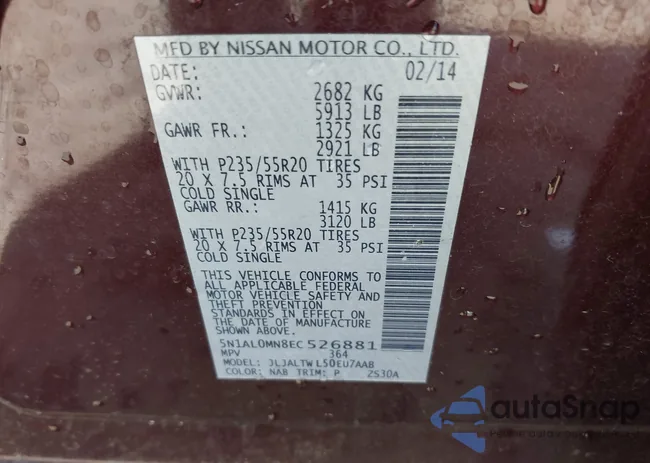 MFD BY NISSAN MOTOR CO., LTD.
DATE: 02/14
GVWR: 2682 KG
5913 LB
GAWR FR.: 1325 KG
2921 LB
WITH P235/55R20 TIRES
20 X 7.5 RIMS AT 35 PSI
COLD SINGLE
GAWR RR.: 1415 KG
3120 LB
WITH P235/55R20 TIRES
20 X 7.5 RIMS AT 35 PSI
COLD SINGLE
THIS VEHICLE CONFORMS TO
ALL APPLICABLE FEDERAL
MOTOR VEHICLE SAFETY AND
THEFT PREVENTION
STANDARDS IN EFFECT ON
THE DATE OF MANUFACTURE
SHOWN ABOVE.
5N1AL0MN8EC 526881
MPV 364
MODEL: JLJALTW L50EU7AAB
COLOR: NAB TRIM: P 2S30A
autoSnap